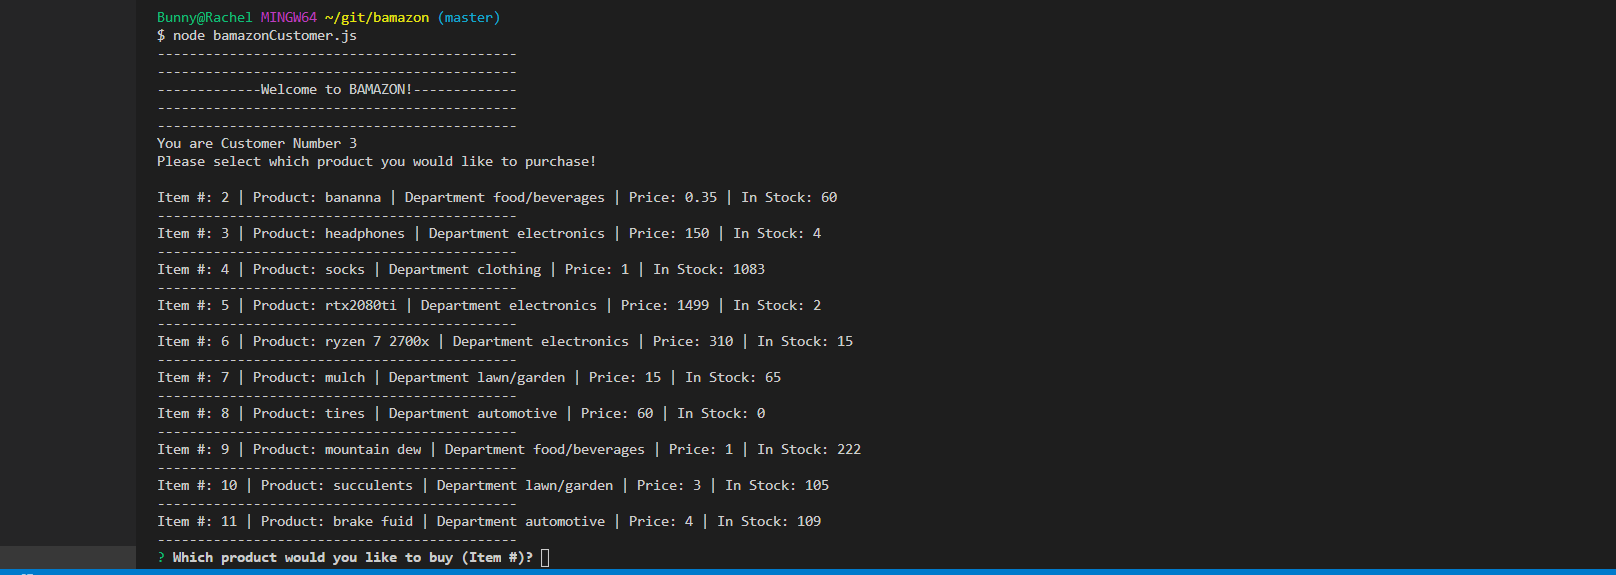 Bunny@Rachel MINGW64 ~/git/bamazon (master)
$ node bamazonCustomer.js
---------------------------------------------
---------------------------------------------
-------------Welcome to BAMAZON!-------------
---------------------------------------------
---------------------------------------------
You are Customer Number 3
Please select which product you would like to purchase!
Item #: 2 | Product: bananna | Department food/beverages | Price: 0.35 | In Stock: 60
---------------------------------------------
Item #: 3 | Product: headphones | Department electronics | Price: 150 | In Stock: 4
---------------------------------------------
Item #: 4 | Product: socks | Department clothing | Price: 1 | In Stock: 1083
---------------------------------------------
Item #: 5 | Product: rtx2080ti | Department electronics | Price: 1499 | In Stock: 2
---------------------------------------------
Item #: 6 | Product: ryzen 7 2700x | Department electronics | Price: 310 | In Stock: 15
---------------------------------------------
Item #: 7 | Product: mulch | Department lawn/garden | Price: 15 | In Stock: 65
---------------------------------------------
Item #: 8 | Product: tires | Department automotive | Price: 60 | In Stock: 0
---------------------------------------------
Item #: 9 | Product: mountain dew | Department food/beverages | Price: 1 | In Stock: 222
---------------------------------------------
Item #: 10 | Product: succulents | Department lawn/garden | Price: 3 | In Stock: 105
---------------------------------------------
Item #: 11 | Product: brake fuid | Department automotive | Price: 4 | In Stock: 109
---------------------------------------------
? Which product would you like to buy (Item #)?